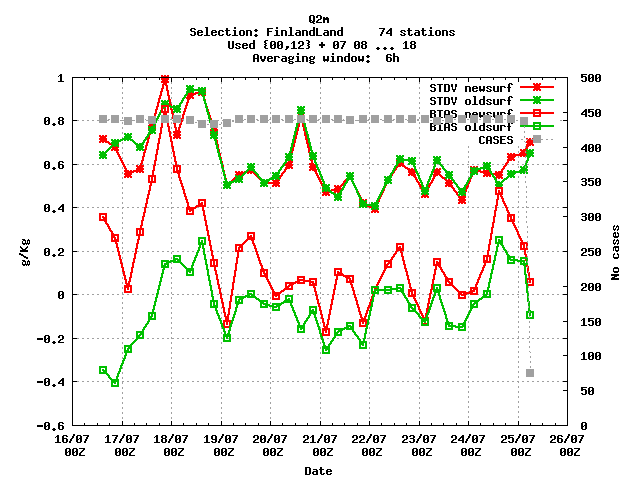 Q2m
Selection: FinlandLand 74 stations
Used {00,12} + 07 08 ... 18
Averaging window: 6h
STDV newsurf
STDV oldsurf
BIAS newsurf
BIAS oldsurf
CASES
1
0.8
0.6
0.4
0.2
0
-0.2
-0.4
-0.6
g/Kg
500
450
400
350
300
250
200
150
100
50
0
No cases
16/07 17/07 18/07 19/07 20/07 21/07 22/07 23/07 24/07 25/07 26/07
00Z 00Z 00Z 00Z 00Z 00Z 00Z 00Z 00Z 00Z 00Z
Date